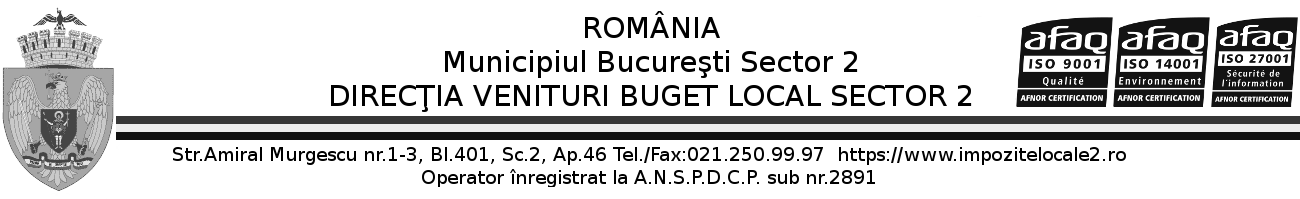 ROMÂNIA
Municipiul Bucureşti Sector 2
DIRECŢIA VENITURI BUGET LOCAL SECTOR 2
afaq
ISO 9001
Qualité
AFNOR CERTIFICATION
afaq
ISO 14001
Environnement
AFNOR CERTIFICATION
afaq
ISO 27001
Sécurité de
l'information
AFNOR CERTIFICATION
Str.Amiral Murgescu nr.1-3, Bl.401, Sc.2, Ap.46 Tel./Fax:021.250.99.97 https://www.impozitelocale2.ro
Operator înregistrat la A.N.S.P.D.C.P. sub nr.2891